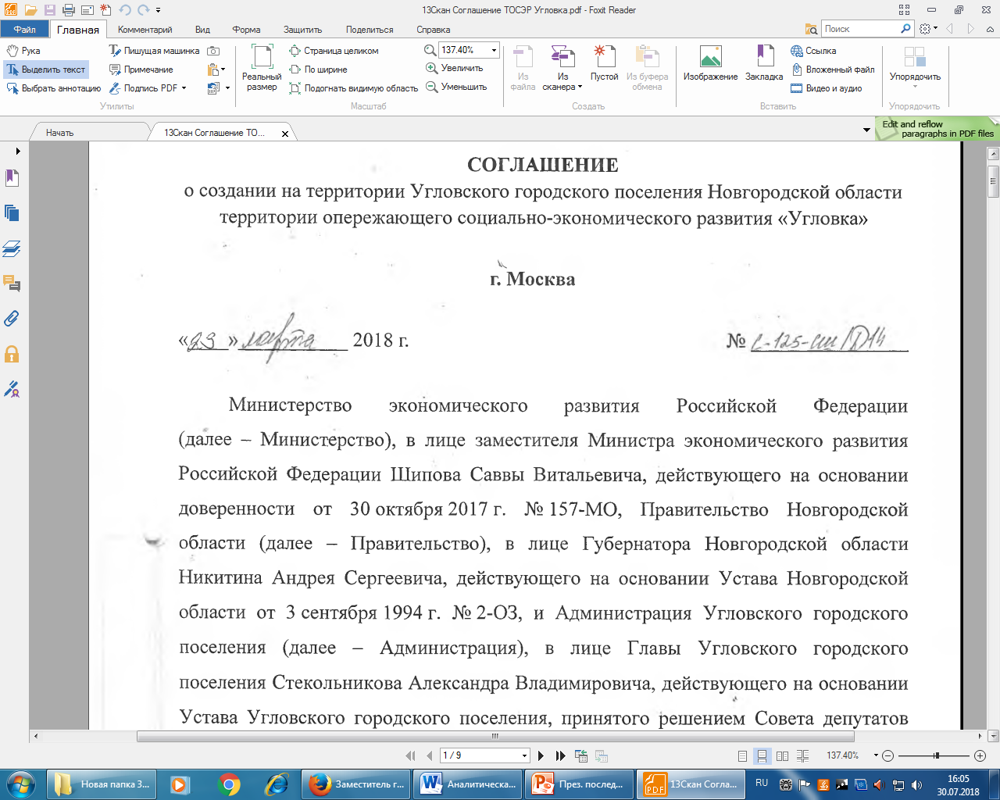 13Скан Соглашение ТОСЭР Угловка.pdf - Foxit Reader
Файл Главная Комментарий Вид Форма Защитить Поделиться Справка Поиск
Рука Пишущая машинка Страница целиком 137.40% Ссылка
Выделить текст Примечание По ширине Увеличить Вложенный файл
Выбрать аннотацию Подпись PDF Подогнать видимую область Уменьшить Видео и аудио
Реальный размер
Из файла
Из сканера
Пустой
Из буфера обмена
Изображение
Закладка
Упорядочить
Утилиты Масштаб Создать Вставить Упорядочить
Начать 13Скан Соглашение ТО...
Edit and reflow
paragraphs in PDF files
СОГЛАШЕНИЕ
о создании на территории Угловского городского поселения Новгородской области
территории опережающего социально-экономического развития «Угловка»
г. Москва
«23» марта 2018 г. №
Министерство экономического развития Российской Федерации
(далее – Министерство), в лице заместителя Министра экономического развития
Российской Федерации Шипова Саввы Витальевича, действующего на основании
доверенности от 30 октября 2017 г. № 157-МО, Правительство Новгородской
области (далее – Правительство), в лице Губернатора Новгородской области
Никитина Андрея Сергеевича, действующего на основании Устава Новгородской
области от 3 сентября 1994 г. № 2-ОЗ, и Администрация Угловского городского
поселения (далее – Администрация), в лице Главы Угловского городского
поселения Стекольникова Александра Владимировича, действующего на основании
Устава Угловского городского поселения, принятого решением Совета депутатов
1 / 9 137.40%
Новая папка 3... Заместитель г... Аналитическа... През. послед... 13Скан Согла... RU 16:05
30.07.2018